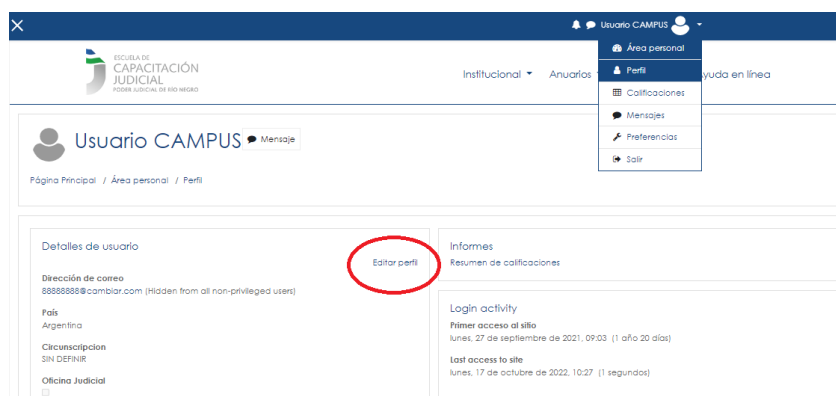 Usuario CAMPUS
Área personal
Perfil
Calificaciones
Mensajes
Preferencias
Salir
ESCUELA DE
CAPACITACIÓN
JUDICIAL
PODER JUDICIAL DE RÍO NEGRO
Institucional Anuarios yuda en línea
Usuario CAMPUS Mensaje
Página Principal / Área personal / Perfil
Detalles de usuario
Editar perfil
Dirección de correo
88888888@cambiar.com (Hidden from all non-privileged users)
País
Argentina
Circunscripcion
SIN DEFINIR
Oficina Judicial
Informes
Resumen de calificaciones
Login activity
Primer acceso al sitio
lunes, 27 de septiembre de 2021, 09:03 (1 año 20 días)
Last access to site
lunes, 17 de octubre de 2022, 10:27 (1 segundos)